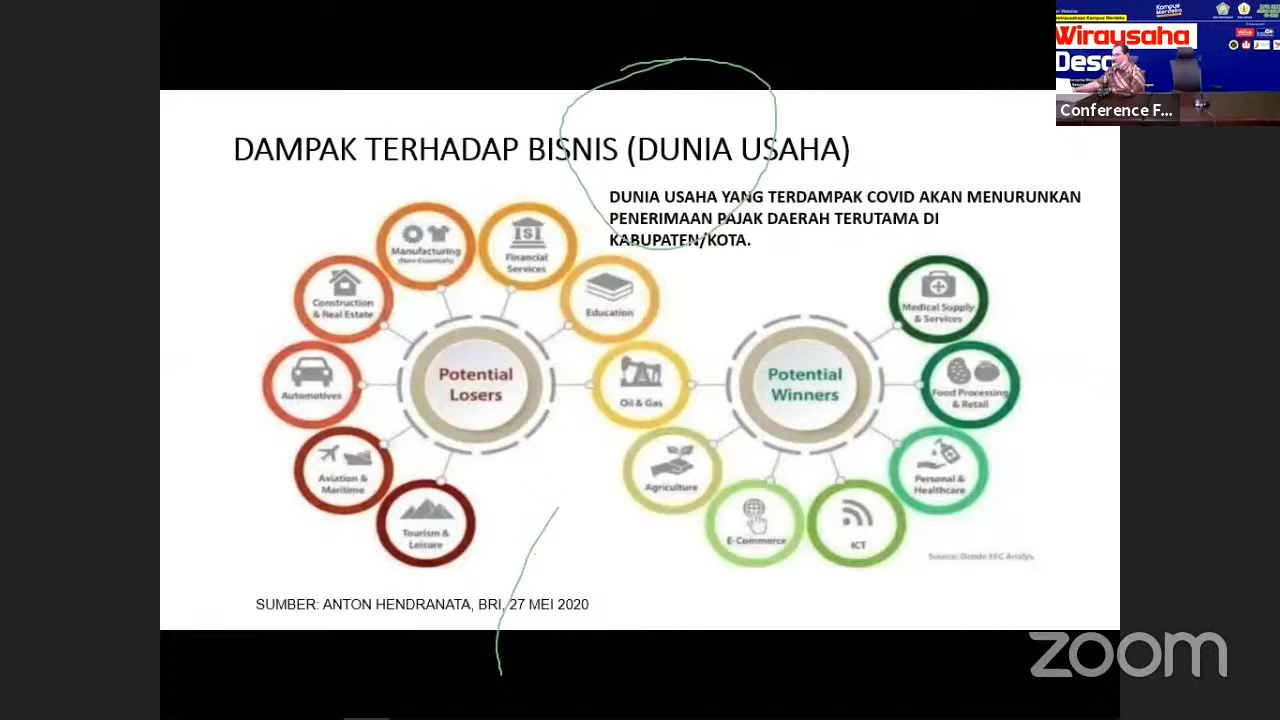 Kampus
Merdeka
Wiraysaha
Desa
Conference F...
DAMPAK TERHADAP BISNIS (DUNIA USAHA)
DUNIA USAHA YANG TERDAMPAK COVID AKAN MENURUNKAN
PENERIMAAN PAJAK DAERAH TERUTAMA DI
KABUPATEN/KOTA.
Manufacturing
(Non-Essentials)
Financial
Services
Construction
& Real Estate
Education
Automotives
Potential
Losers
Oil & Gas
Aviation &
Maritime
Tourism &
Leisure
Potential
Winners
Medical Supply
& Services
Food Processing
& Retail
Personal &
Healthcare
Agriculture
E-Commerce
ICT
SUMBER: ANTON HENDRANATA, BRI, 27 MEI 2020
zoom